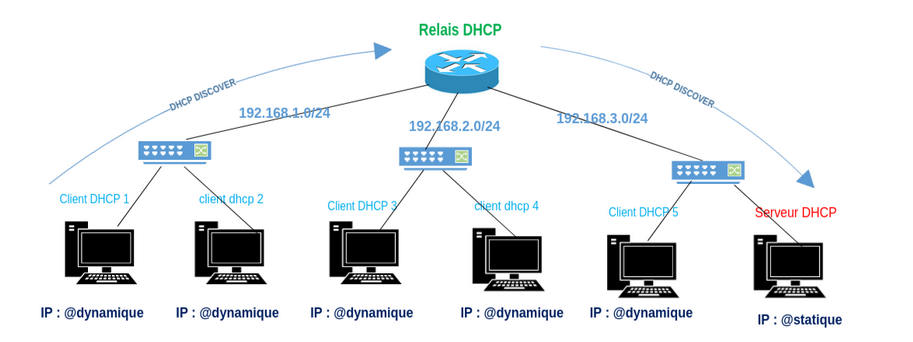 Relais DHCP
DHCP DISCOVER
DHCP DISCOVER
192.168.1.0/24
192.168.2.0/24
192.168.3.0/24
Client DHCP 1
client dhcp 2
Client DHCP 3
client dhcp 4
Client DHCP 5
Serveur DHCP
IP : @dynamique
IP : @dynamique
IP : @dynamique
IP : @dynamique
IP : @dynamique
IP : @statique